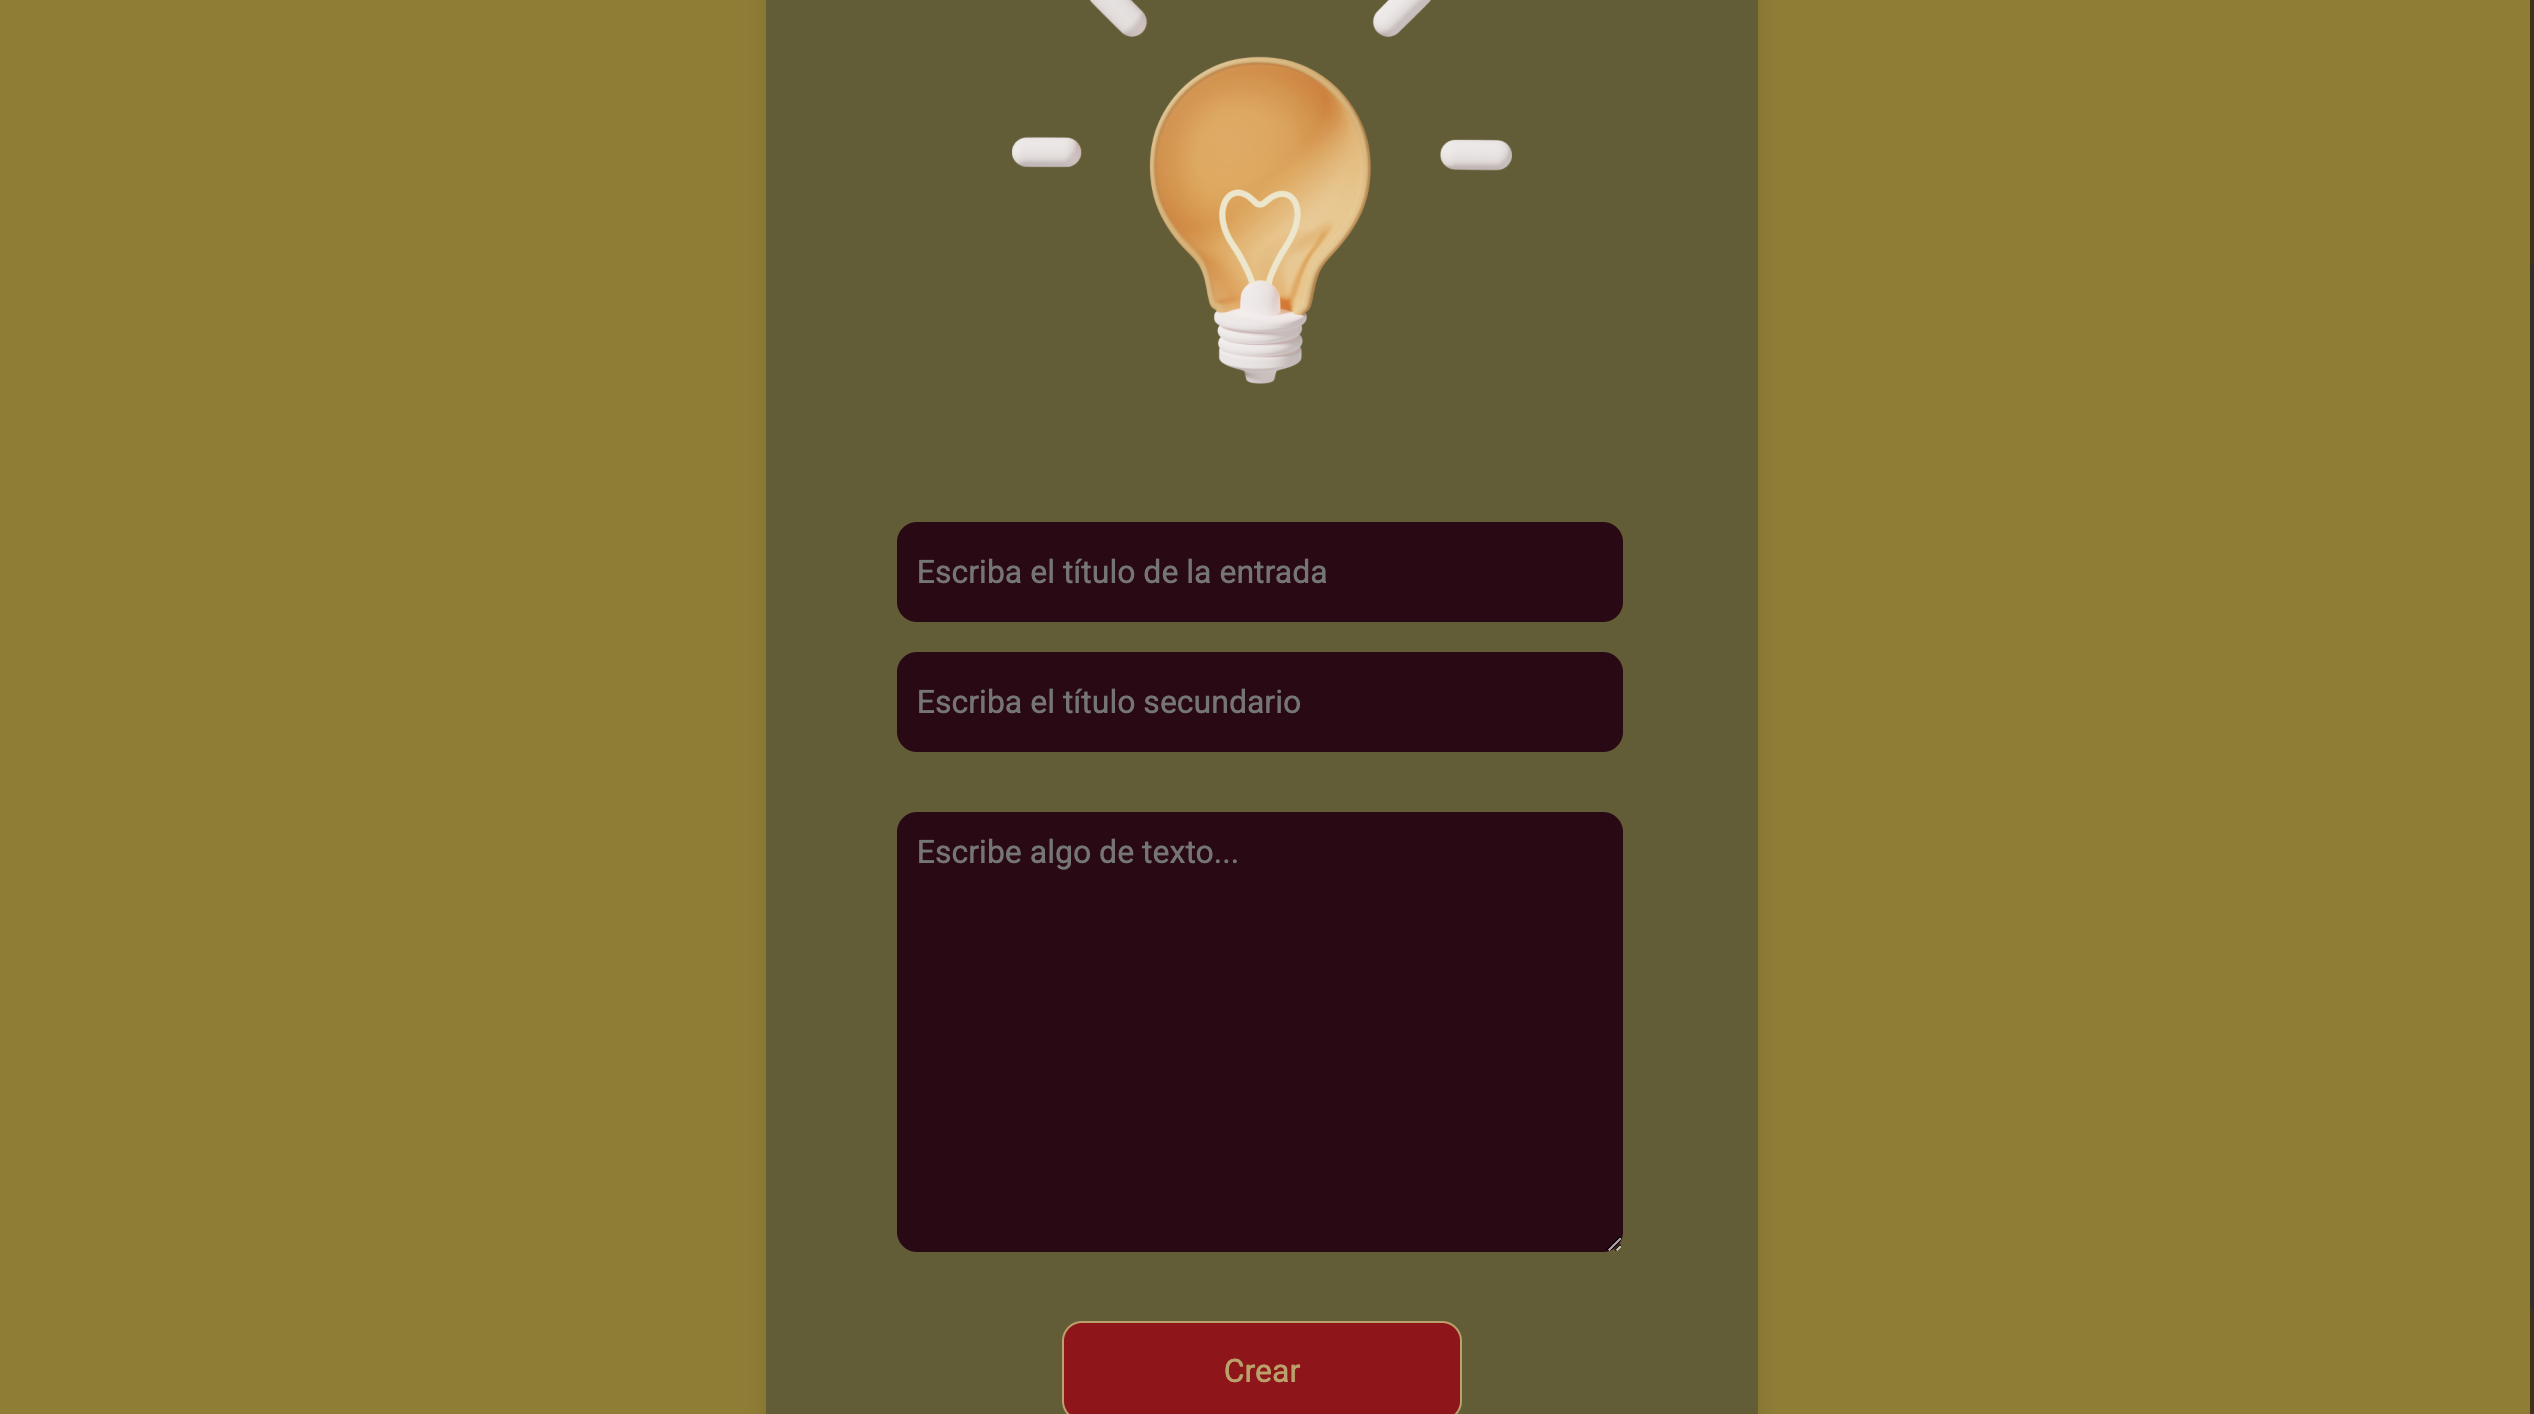 Escriba el título de la entrada
Escriba el título secundario
Escribe algo de texto...
Crear